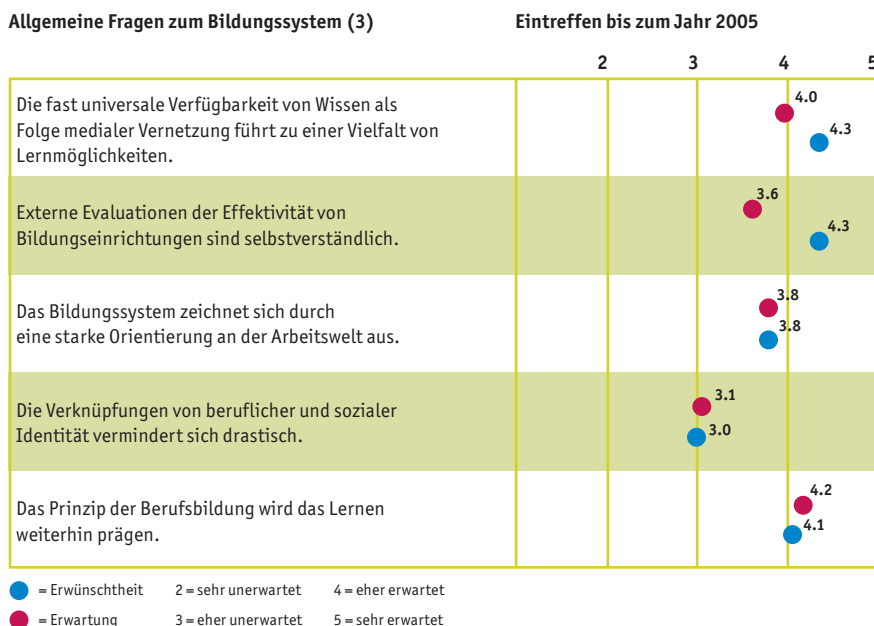 Allgemeine Fragen zum Bildungssystem (3) Eintreffen bis zum Jahr 2005
2 3 4 5
Die fast universale Verfügbarkeit von Wissen als
Folge medialer Vernetzung führt zu einer Vielfalt von
Lernmöglichkeiten.
4.0
4.3
Externe Evaluationen der Effektivität von
Bildungseinrichtungen sind selbstverständlich.
3.6
4.3
Das Bildungssystem zeichnet sich durch
eine starke Orientierung an der Arbeitswelt aus.
3.8
3.8
Die Verknüpfungen von beruflicher und sozialer
Identität vermindert sich drastisch.
3.1
3.0
Das Prinzip der Berufsbildung wird das Lernen
weiterhin prägen.
4.2
4.1
= Erwünschtheit 2 = sehr unerwartet 4 = eher erwartet
= Erwartung 3 = eher unerwartet 5 = sehr erwartet